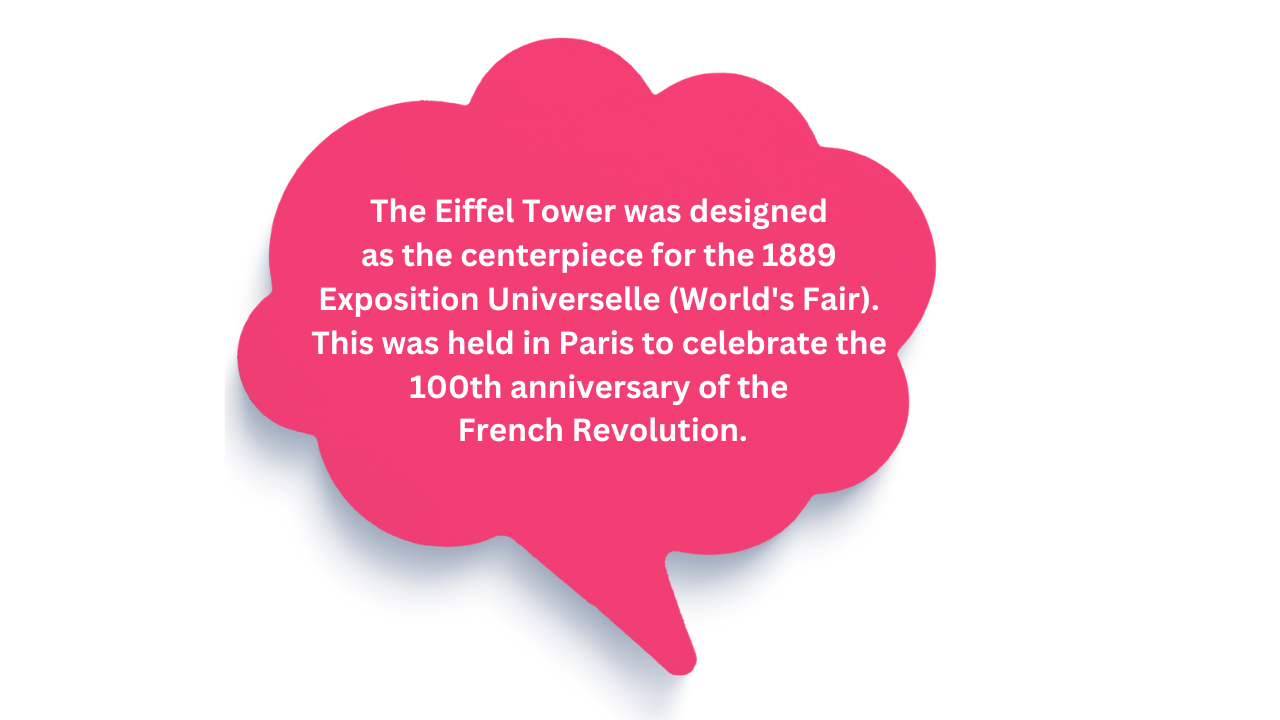 The Eiffel Tower was designed
as the centerpiece for the 1889
Exposition Universelle (World's Fair).
This was held in Paris to celebrate the
100th anniversary of the
French Revolution.